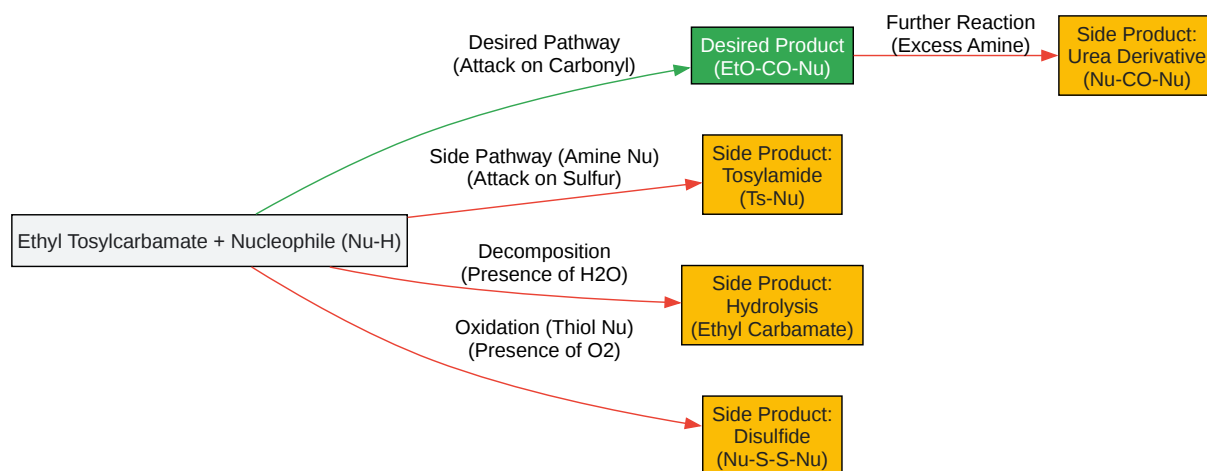 Desired Pathway
(Attack on Carbonyl)
Desired Product
(EtO-CO-Nu)
Further Reaction
(Excess Amine)
Side Product:
Urea Derivative
(Nu-CO-Nu)
Side Pathway (Amine Nu)
(Attack on Sulfur)
Side Product:
Tosylamide
(Ts-Nu)
Ethyl Tosylcarbamate + Nucleophile (Nu-H)
Decomposition
(Presence of H2O)
Side Product:
Hydrolysis
(Ethyl Carbamate)
Oxidation (Thiol Nu)
(Presence of O2)
Side Product:
Disulfide
(Nu-S-S-Nu)